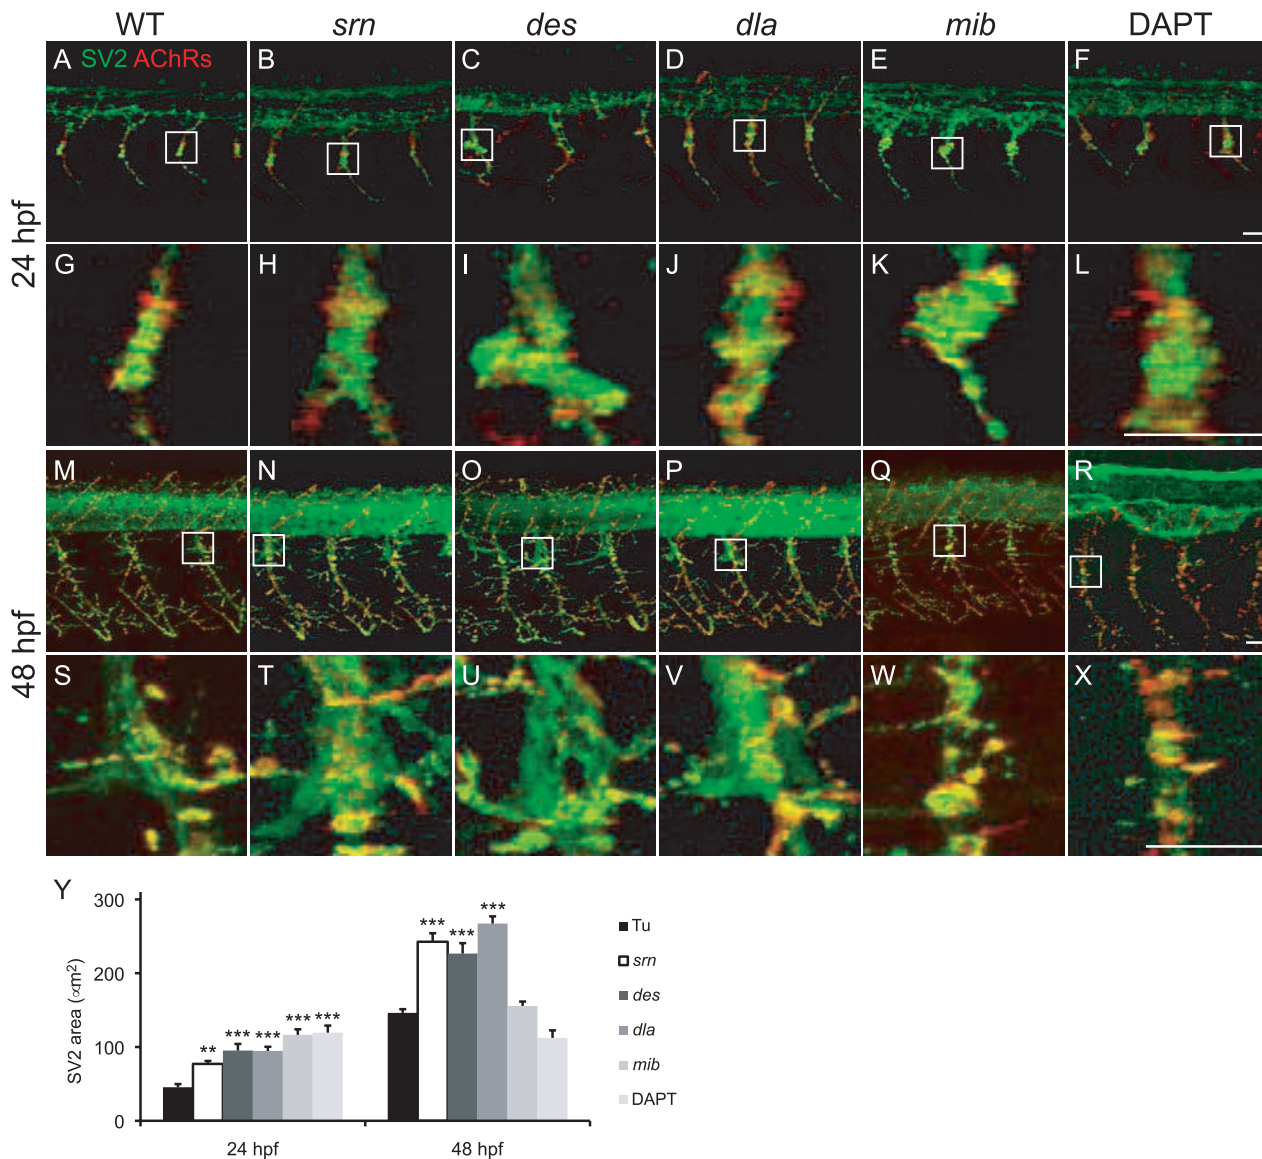 WT srn des dla mib DAPT
24 hpf
A SV2 AChRs B C D E F
G H I J K L
48 hpf
M N O P Q R
S T U V W X
Y
SV2 area (∝m2)
300
200
100
0
** *** *** *** ***
*** *** ***
24 hpf 48 hpf
Tu
srn
des
dla
mib
DAPT